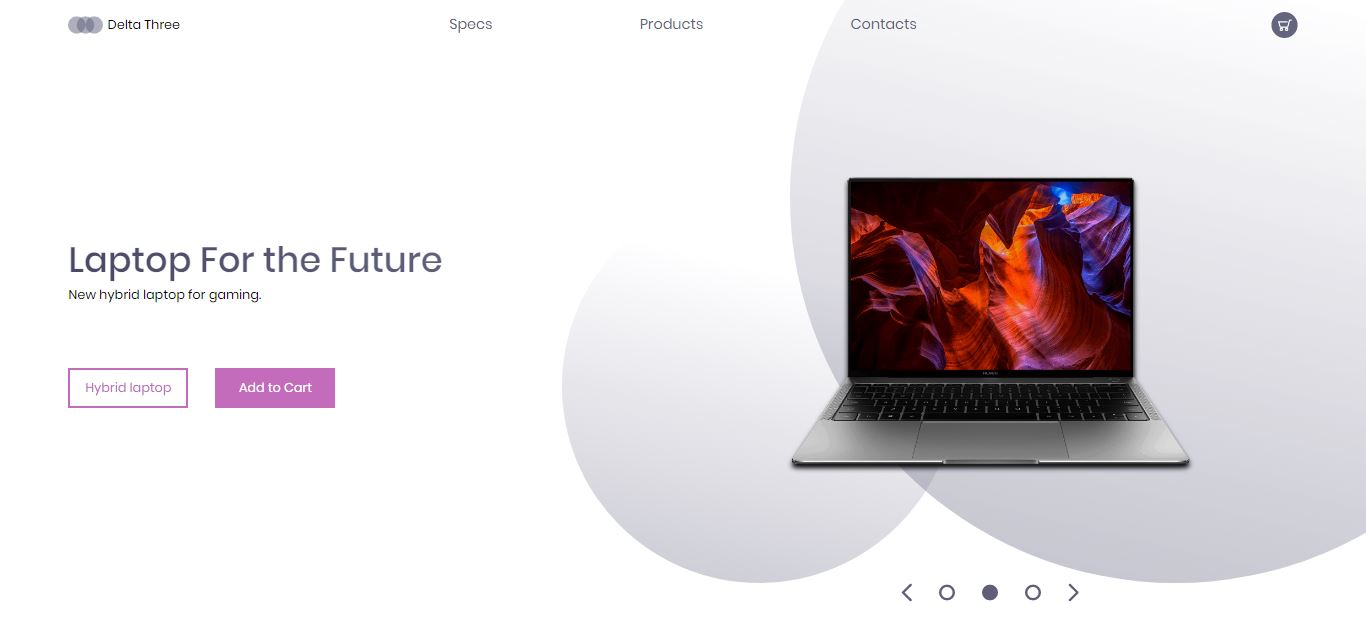 Delta Three
Specs
Products
Contacts
Laptop For the Future
New hybrid laptop for gaming.
Hybrid laptop
Add to Cart